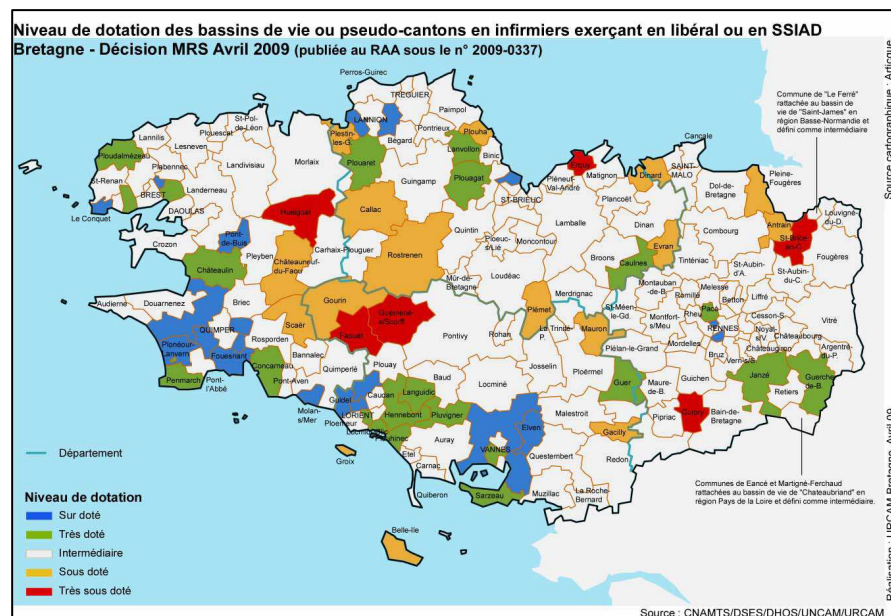 Niveau de dotation des bassins de vie ou pseudo-cantons en infirmiers exerçant en libéral ou en SSIAD
Bretagne - Décision MRS Avril 2009 (publiée au RAA sous le n° 2009-0337)
Source cartographique : Articque
Commune de "Le Ferré"
rattachée au bassin de
vie de "Saint-James" en
région Basse-Normandie et
défini comme intermédiaire
Perros-Guirec
TREGUIER
LANNION
Paimpol
St-Pol-
de-Léon
Plouescat
Lannilis
Lesneven
Plestin-
les-G.
Pontrieux
Bégard
Plouha
Lanvollon
Binic
Cancale
Ploudalmézeau
Plabennec
Landivisiau
Morlaix
Plouaret
Guingamp
Plouagat
Pléneuf-
Val-André
Erquy
Matignon
Dinard
SAINT-
MALO
Pleine-
Fougères
St-Renan
BREST
Landerneau
ST-BRIEUC
Plancoët
Dol-de-
Bretagne
Louvigné-
du-D.
Le Conquet
DAOULAS
Huelgoat
Callac
Lamballe
Dinan
Antrain
St-Brice-
en-C.
Crozon
Pont-
de-Buis
Pleyben
Carhaix-Plouguer
Quintin
Ploeuc-
s/Lié
Moncontour
Evran
Combourg
Fougères
Châteaulin
Châteauneuf-
du-Faou
Rostrenen
Loudéac
Broons
Caulnes
Tinténiac
St-Aubin-
d'A.
St-Aubin-
du-C.
Mûr-de-
Bretagne
Merdrignac
Montauban-
de-B.
Melesse
Romillé
Betton
Liffré
Audierne
Douarnenez
Briec
Gourin
Guéméné-
s/Scorff
Plémet
St-Méen-
le-Gd.
Pacé
Rheu
Montfort-
s/Meu
RENNES
Cesson-S.
Vitré
QUIMPER
Scaër
Faouët
Mauron
Noyal-
s/V.
Châteaubourg
Plonéour-
Lanvern
Rosporden
Bannalec
Pontivy
Rohan
La Trinité-
P.
Plélan-le-Grand
Mordelles
Bruz
Vern-s/S.
Châteaugiron
Argentré-
du-P.
Fouesnant
Concarneau
Quimperlé
Plouay
Josselin
Ploërmel
Guichen
Janzé
Guerche-
de-B.
Penmarch
Pont-
l'Abbé
Pont-Aven
Baud
Locminé
Guer
Maure-
de-B.
Retiers
Moëlan-
s/Mer
Guidel
Caudan
Languidic
Malestroit
Pipriac
Guipry
Bain-de-
Bretagne
LORIENT
Ploemeur
Hennebont
Pluvigner
Elven
Gacilly
Auray
Questembert
Redon
Groix
Etel
Carnac
VANNES
Quiberon
Sarzeau
Muzillac
La Roche-
Bernard
Belle-Ile
Communes de Eancé et Martigné-Ferchaud
rattachées au bassin de vie de "Chateaubriand" en
région Pays de la Loire et défini comme intermédiaire.
Département
Niveau de dotation
Sur doté
Très doté
Intermédiaire
Sous doté
Très sous doté
Réalisation : URCAM Bretagne, Avril 09
Source : CNAMTS/DSES/DHOS/UNCAM/URCAM